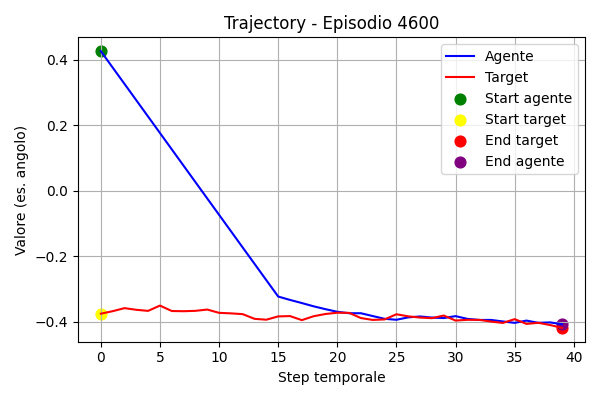 Trajectory - Episodio 4600
Agente
Target
Start agente
Start target
End target
End agente
Valore (es. angolo)
0.4
0.2
0.0
−0.2
−0.4
0
5
10
15
20
25
30
35
40
Step temporale